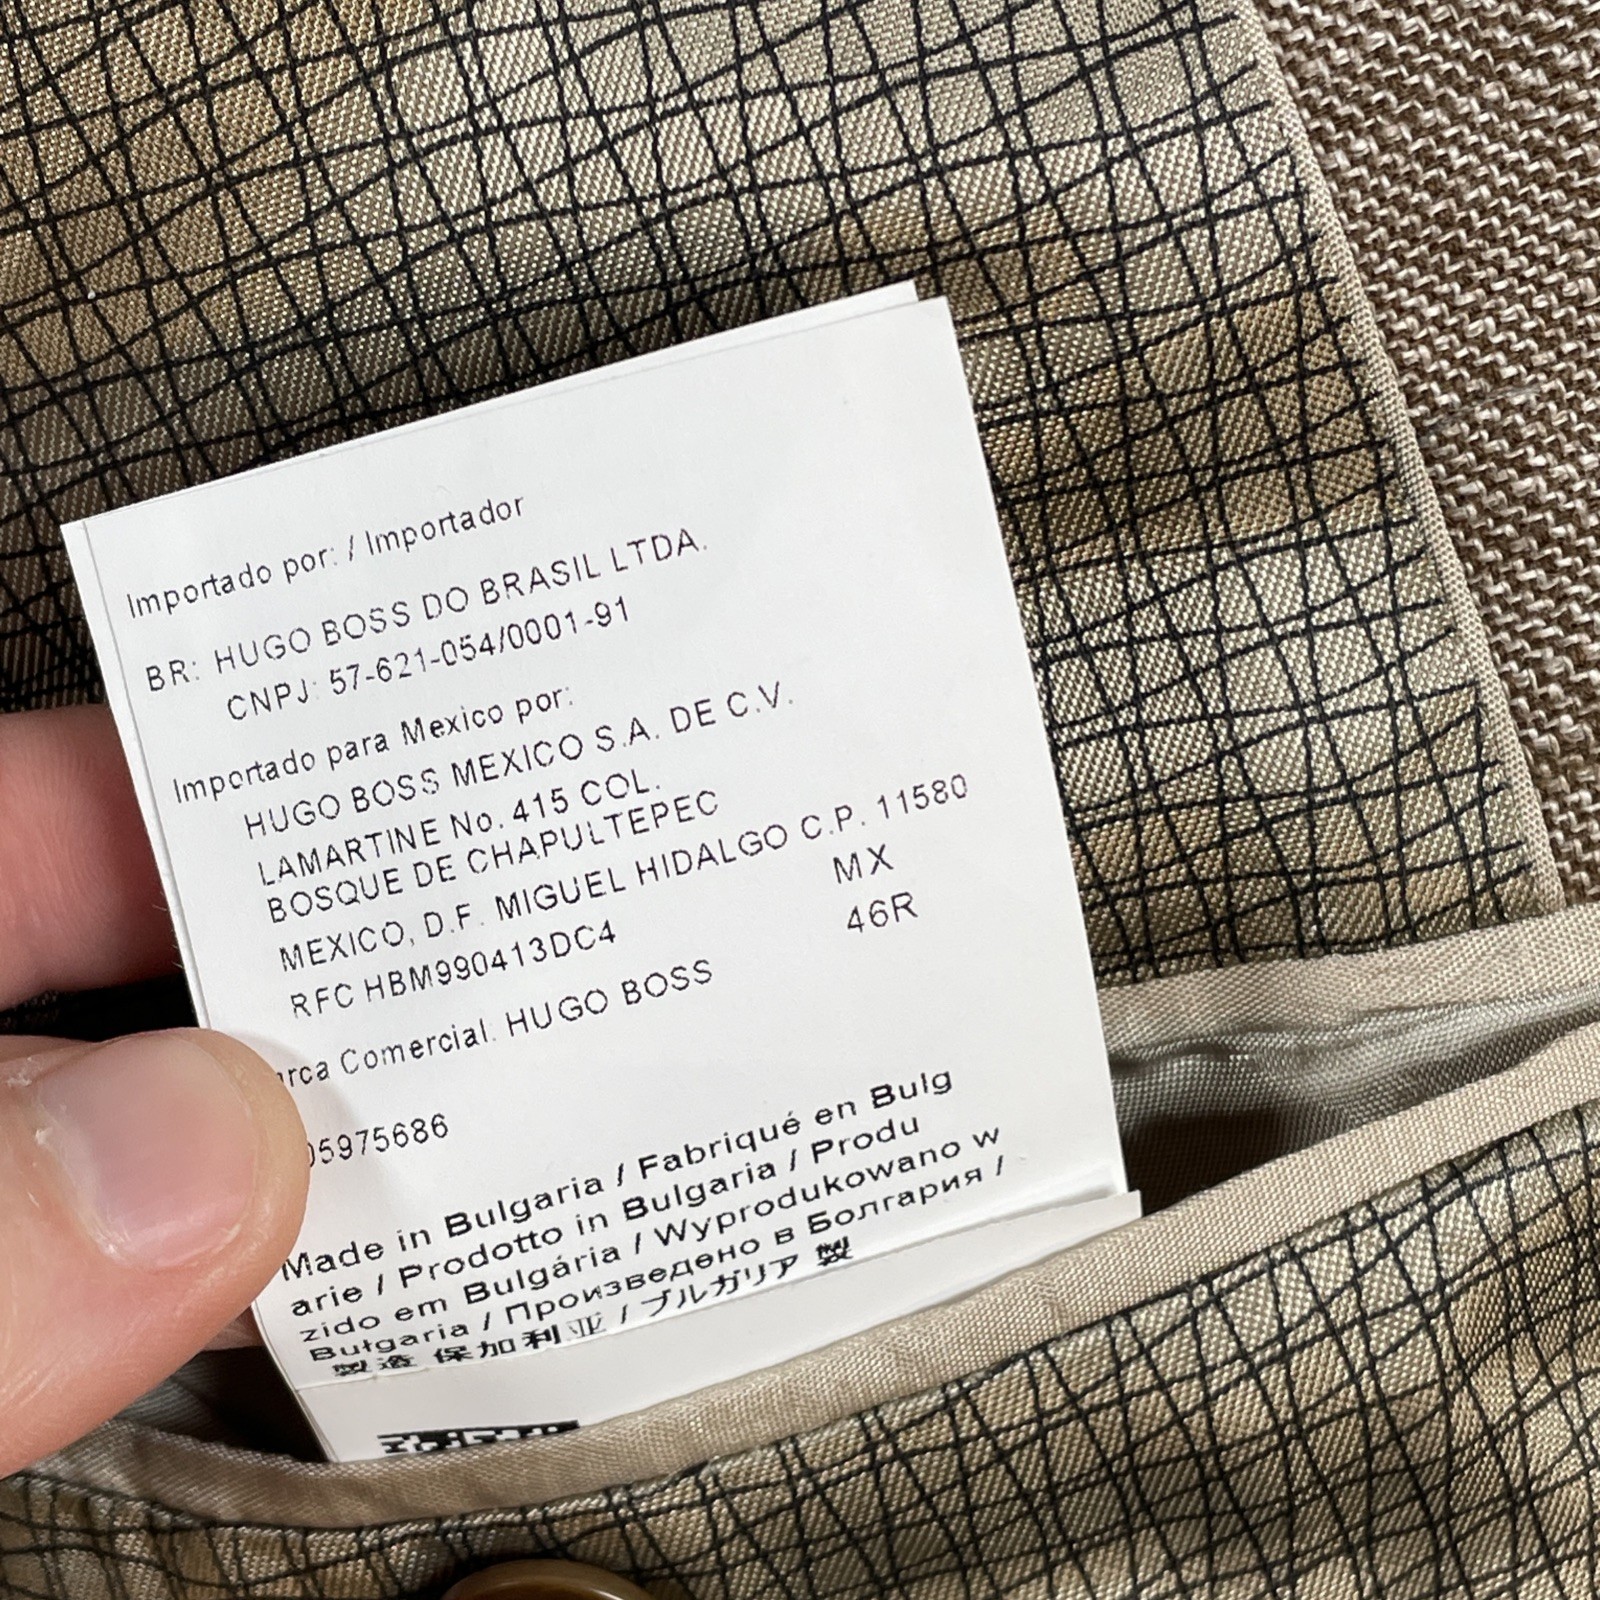 Importado por: / Importador
BR: HUGO BOSS DO BRASIL LTDA.
CNPJ: 57-621-054/0001-91
Importado para Mexico por:
HUGO BOSS MEXICO S.A. DE C.V.
LAMARTINE No. 415 COL.
BOSQUE DE CHAPULTEPEC
MEXICO, D.F. MIGUEL HIDALGO C.P. 11580
RFC HBM990413DC4 MX
46R
Comercial: HUGO BOSS
05975686
Made in Bulgaria / Fabriqué en Bulg
arie / Prodotto in Bulgaria / Produ
zido em Bulgária / Wyprodukowano w
Bułgaria / Произведено в Болгария /
製造 保加利亚 / ブルガリア 製